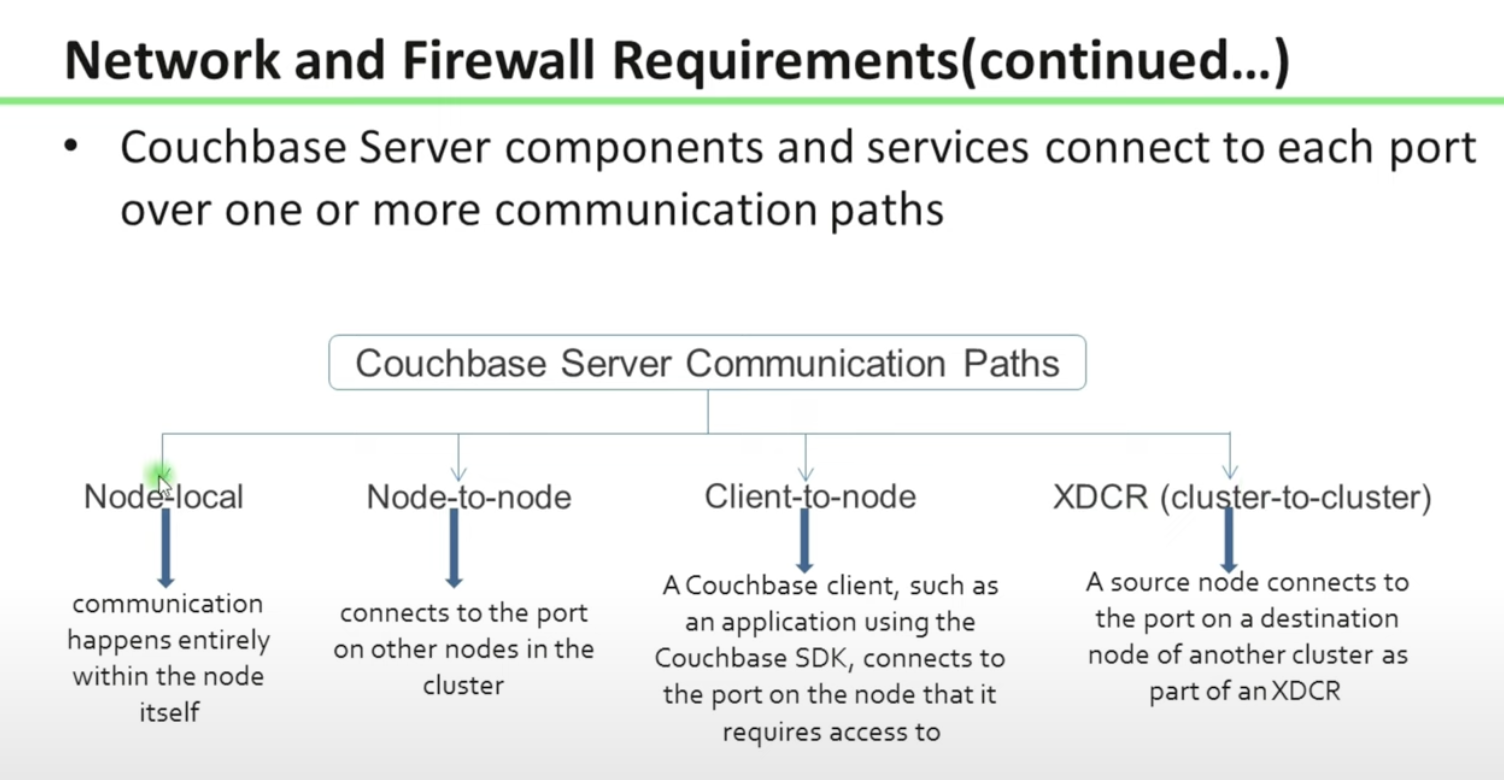 Network and Firewall Requirements(continued...)
• Couchbase Server components and services connect to each port
over one or more communication paths
Couchbase Server Communication Paths
Node-local
communication
happens entirely
within the node
itself
Node-to-node
connects to the port
on other nodes in the
cluster
Client-to-node
A Couchbase client, such as
an application using the
Couchbase SDK, connects to
the port on the node that it
requires access to
XDCR (cluster-to-cluster)
A source node connects to
the port on a destination
node of another cluster as
part of an XDCR